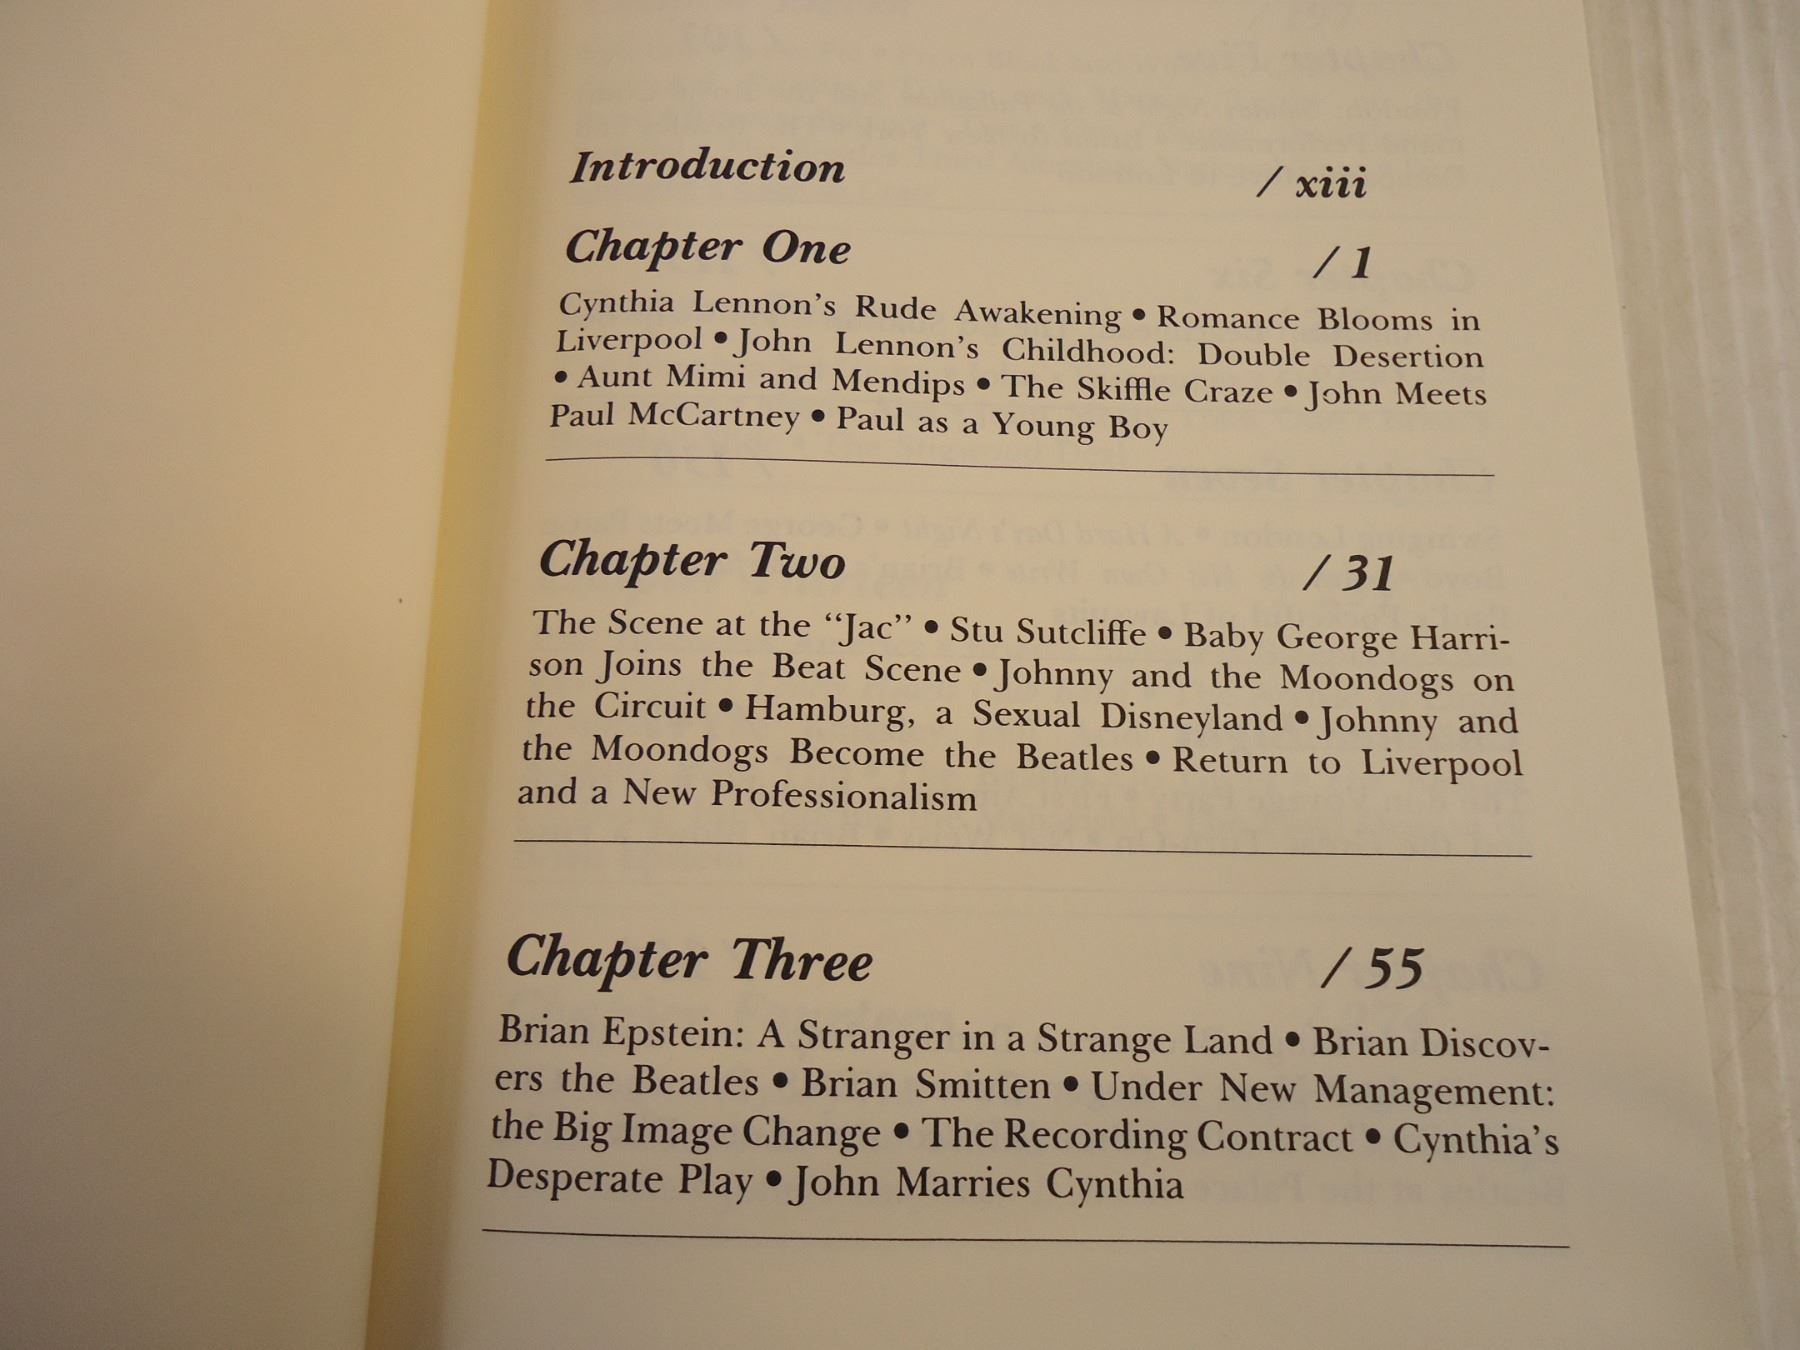 Introduction / xiii
Chapter One / 1
Cynthia Lennon's Rude Awakening • Romance Blooms in
Liverpool • John Lennon's Childhood: Double Desertion
• Aunt Mimi and Mendips • The Skiffle Craze • John Meets
Paul McCartney • Paul as a Young Boy
Chapter Two / 31
The Scene at the “Jac” • Stu Sutcliffe • Baby George Harri-
son Joins the Beat Scene • Johnny and the Moondogs on
the Circuit • Hamburg, a Sexual Disneyland • Johnny and
the Moondogs Become the Beatles • Return to Liverpool
and a New Professionalism
Chapter Three / 55
Brian Epstein: A Stranger in a Strange Land • Brian Discov-
ers the Beatles • Brian Smitten • Under New Management:
the Big Image Change • The Recording Contract • Cynthia's
Desperate Play • John Marries Cynthia